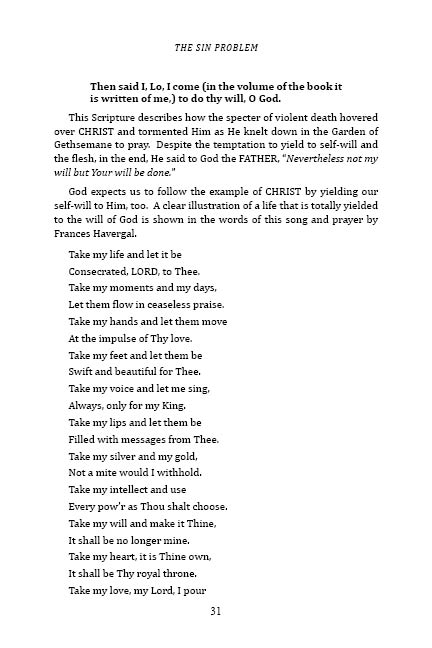 THE SIN PROBLEM
Then said I, Lo, I come (in the volume of the book it
is written of me,) to do thy will, O God.
This Scripture describes how the specter of violent death hovered
over CHRIST and tormented Him as He knelt down in the Garden of
Gethsemane to pray. Despite the temptation to yield to self-will and
the flesh, in the end, He said to God the FATHER, “Nevertheless not my
will but Your will be done.”
God expects us to follow the example of CHRIST by yielding our
self-will to Him, too. A clear illustration of a life that is totally yielded
to the will of God is shown in the words of this song and prayer by
Frances Havergal.
Take my life and let it be
Consecrated, LORD, to Thee.
Take my moments and my days,
Let them flow in ceaseless praise.
Take my hands and let them move
At the impulse of Thy love.
Take my feet and let them be
Swift and beautiful for Thee.
Take my voice and let me sing,
Always, only for my King.
Take my lips and let them be
Filled with messages from Thee.
Take my silver and my gold,
Not a mite would I withhold.
Take my intellect and use
Every pow'r as Thou shalt choose.
Take my will and make it Thine,
It shall be no longer mine.
Take my heart, it is Thine own,
It shall be Thy royal throne.
Take my love, my Lord, I pour
31